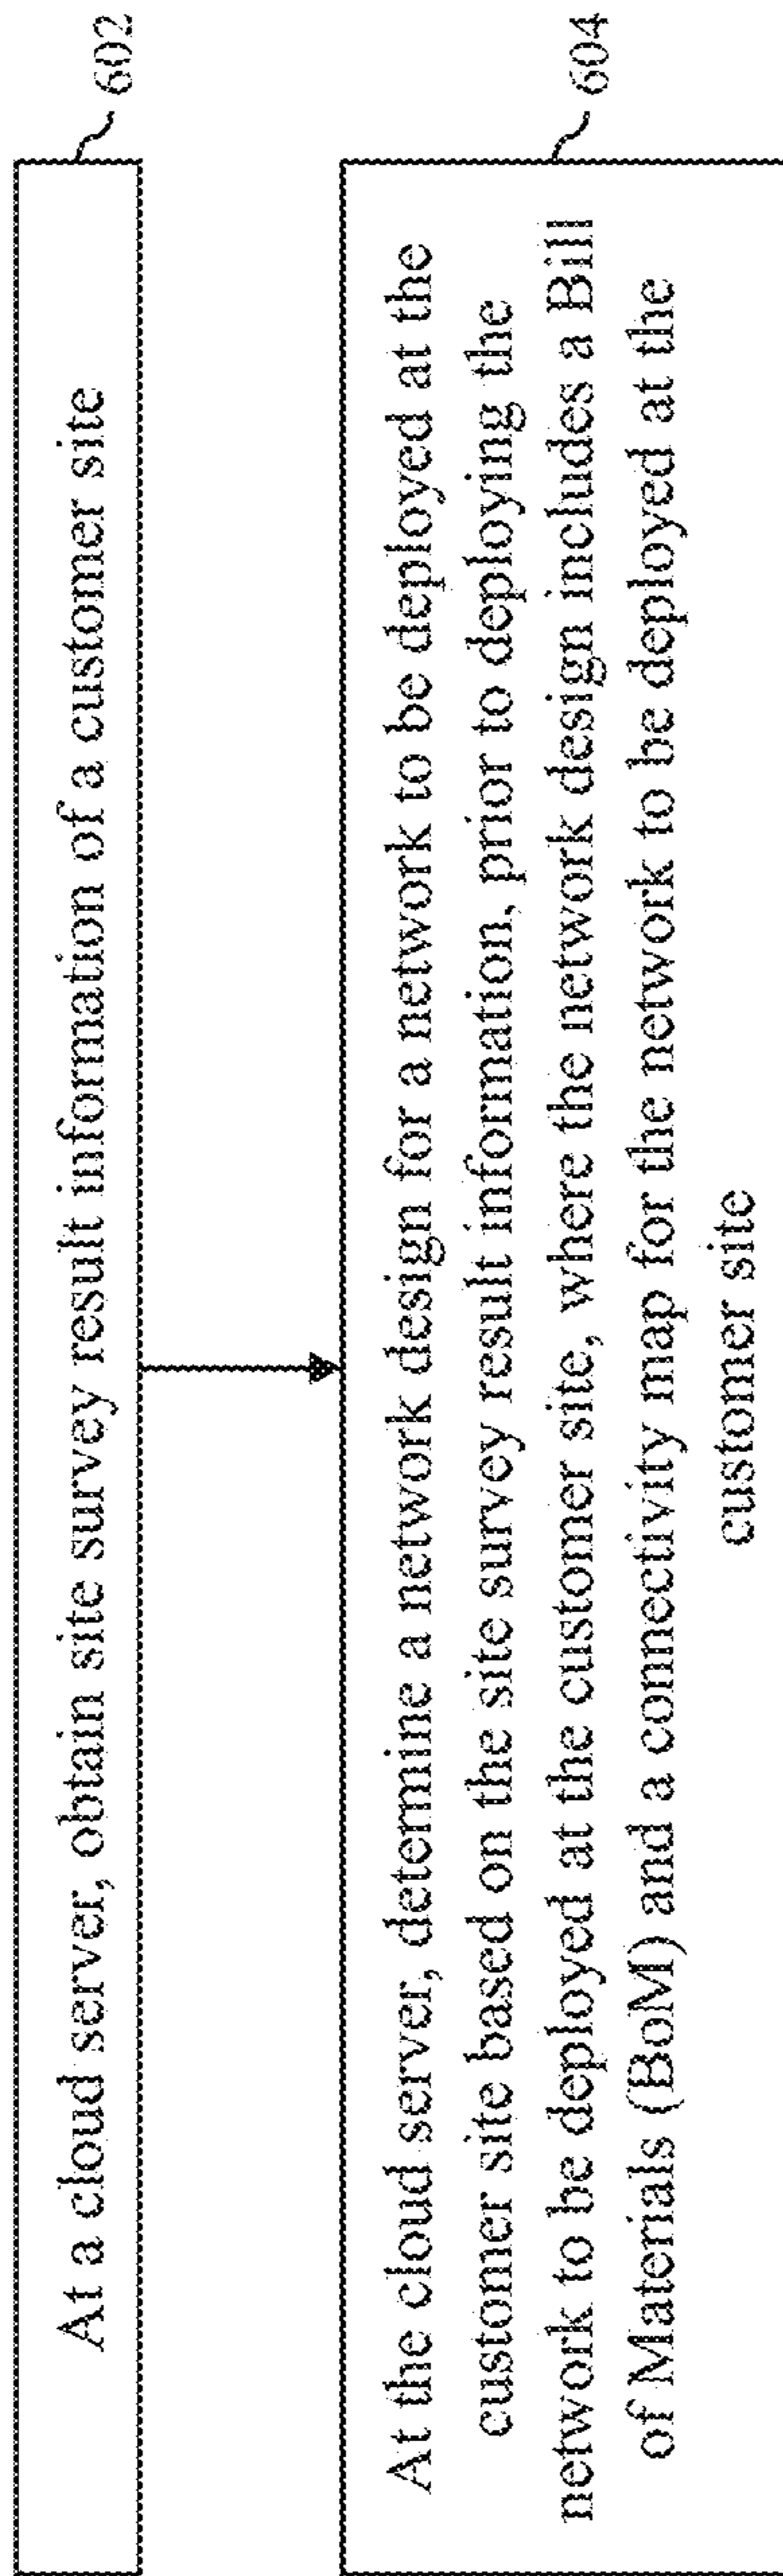 At a cloud server, obtain site survey result information of a customer site
602
At the cloud server, determine a network design for a network to be deployed at the
customer site based on the site survey result information, prior to deploying the
network to be deployed at the customer site, where the network design includes a Bill
of Materials (BoM) and a connectivity map for the network to be deployed at the
customer site
604